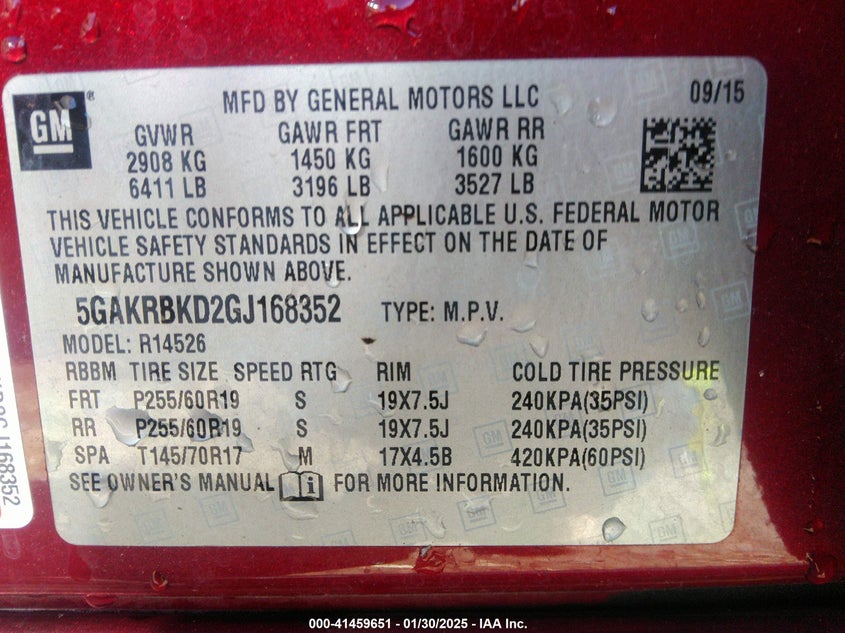 GM®
MFD BY GENERAL MOTORS LLC 09/15
GVWR GAWR FRT GAWR RR
2908 KG 1450 KG 1600 KG
6411 LB 3196 LB 3527 LB
THIS VEHICLE CONFORMS TO ALL APPLICABLE U.S. FEDERAL MOTOR
VEHICLE SAFETY STANDARDS IN EFFECT ON THE DATE OF
MANUFACTURE SHOWN ABOVE.
5GAKRBKD2GJ168352 TYPE: M.P.V.
MODEL: R14526
RBBM TIRE SIZE SPEED RTG RIM COLD TIRE PRESSURE
FRT P255/60R19 S 19X7.5J 240KPA(35PSI)
RR P255/60R19 S 19X7.5J 240KPA(35PSI)
SPA T145/70R17 M 17X4.5B 420KPA(60PSI)
SEE OWNER'S MANUAL i FOR MORE INFORMATION.
000-41459651 - 01/30/2025 - IAA Inc.